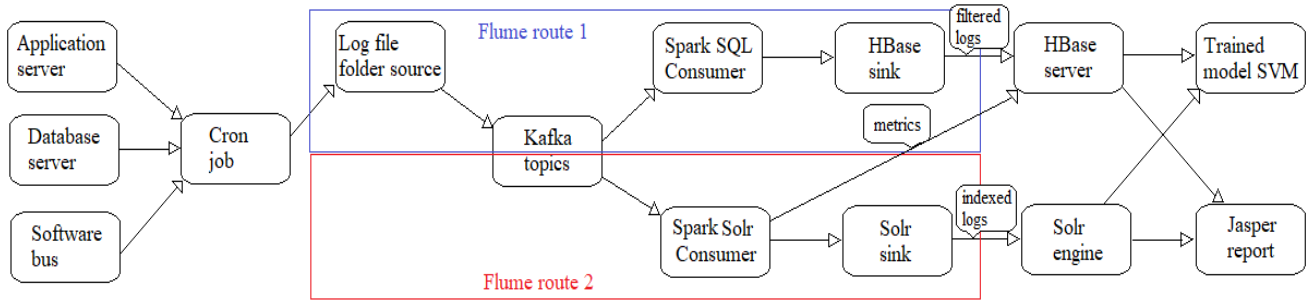 Application
server
Database
server
Software
bus
Cron
job
Flume route 1
Log file
folder source
Kafka
topics
Spark SQL
Consumer
HBase
sink
filtered
logs
HBase
server
Trained
model SVM
metrics
Spark Solr
Consumer
Solr
sink
indexed
logs
Solr
engine
Jasper
report
Flume route 2